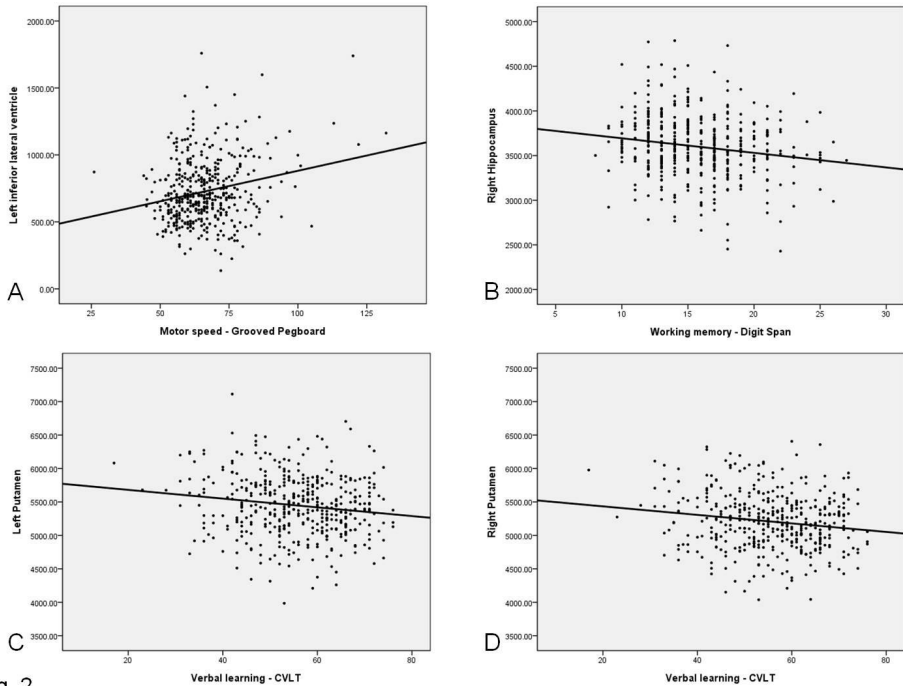 2000.00
1500.00
1000.00
500.00
0.00
Left inferior lateral ventricle
25 50 75 100 125
Motor speed - Grooved Pegboard
A
5000.00
4500.00
4000.00
3500.00
3000.00
2500.00
2000.00
Right Hippocampus
5 10 15 20 25 30
Working memory - Digit Span
B
7500.00
7000.00
6500.00
6000.00
5500.00
5000.00
4500.00
4000.00
3500.00
Left Putamen
20 40 60 80
Verbal learning - CVLT
C
7500.00
7000.00
6500.00
6000.00
5500.00
5000.00
4500.00
4000.00
3500.00
Right Putamen
20 40 60 80
Verbal learning - CVLT
D